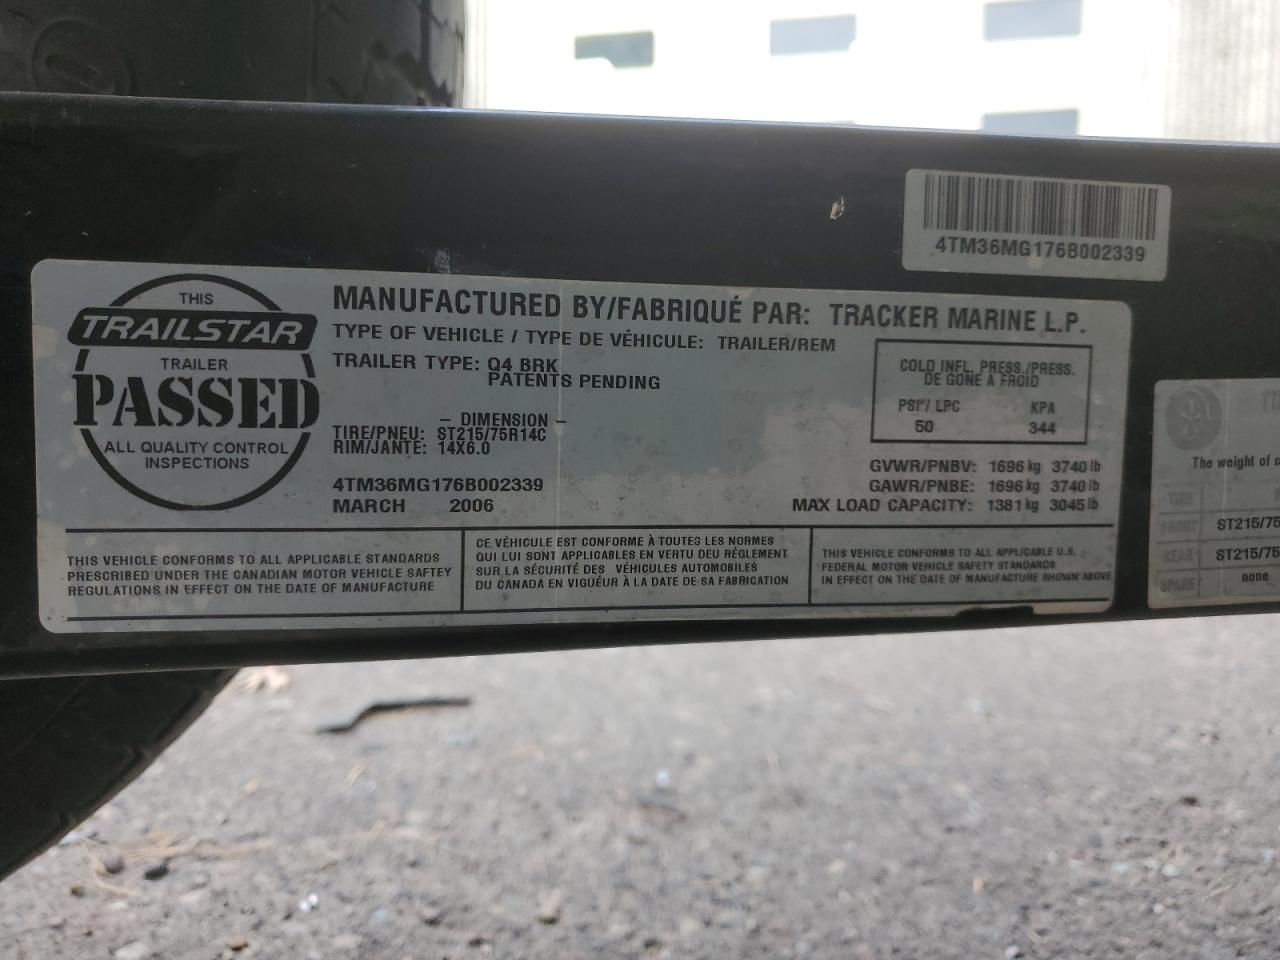 4TM36MG176B002339
THIS
TRAILSTAR
TRAILER
PASSED
ALL QUALITY CONTROL
INSPECTIONS
MANUFACTURED BY/FABRIQUÉ PAR: TRACKER MARINE L.P.
TYPE OF VEHICLE / TYPE DE VÉHICULE: TRAILER/REM
TRAILER TYPE: Q4 BRK
PATENTS PENDING
– DIMENSION –
TIRE/PNEU: ST215/75R14C
RIM/JANTE: 14X6.0
4TM36MG176B002339
MARCH 2006
COLD INFL. PRESS./PRESS.
DE GONE A FROID
PSI / LPC KPA
50 344
GVWR/PNBV: 1696 kg 3740 lb
GAWR/PNBE: 1696 kg 3740 lb
MAX LOAD CAPACITY: 1381 kg 3045 lb
THIS VEHICLE CONFORMS TO ALL APPLICABLE STANDARDS
PRESCRIBED UNDER THE CANADIAN MOTOR VEHICLE SAFTEY
REGULATIONS IN EFFECT ON THE DATE OF MANUFACTURE
CE VÉHICULE EST CONFORME À TOUTES LES NORMES
QUI LUI SONT APPLICABLES EN VERTU DEU RÉGLEMENT
SUR LA SÉCURITÉ DES VÉHICULES AUTOMOBILES
DU CANADA EN VIGUÉUR À LA DATE DE SA FABRICATION
THIS VEHICLE CONFORMS TO ALL APPLICABLE U.S.
FEDERAL MOTOR VEHICLE SAFETY STANDARDS
IN EFFECT ON THE DATE OF MANUFACTURE SHOWN ABOVE
The weight of
TIRE
FRONT ST215/75
REAR ST215/75
SPARE none